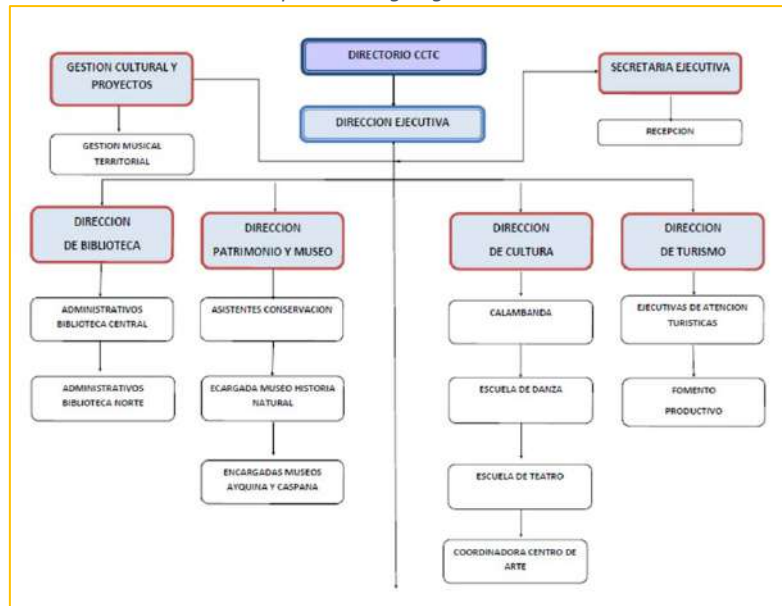 DIRECTORIO CCTC
GESTION CULTURAL Y
PROYECTOS
SECRETARIA EJECUTIVA
DIRECCION EJECUTIVA
GESTION MUSICAL
TERRITORIAL
RECEPCION
DIRECCION
DE BIBLIOTECA
DIRECCION
PATRIMONIO Y MUSEO
DIRECCION
DE CULTURA
DIRECCION
DE TURISMO
ADMINISTRATIVOS
BIBLIOTECA CENTRAL
ASISTENTES CONSERVACION
CALAMBANDA
EJECUTIVAS DE ATENCION
TURISTICAS
ADMINISTRATIVOS
BIBLIOTECA NORTE
ECARGADA MUSEO HISTORIA
NATURAL
ESCUELA DE DANZA
FOMENTO
PRODUCTIVO
ENCARGADAS MUSEOS
AYQUINA Y CASPANA
ESCUELA DE TEATRO
COORDINADORA CENTRO DE
ARTE